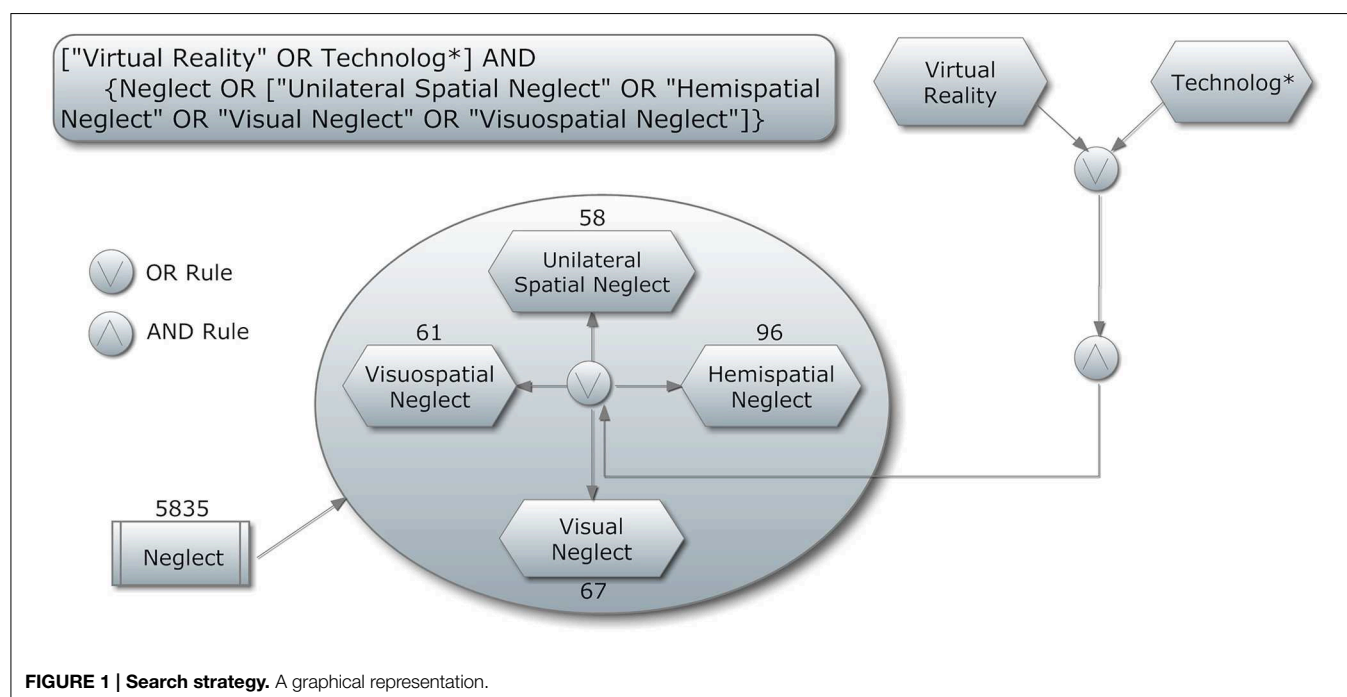 ["Virtual Reality" OR Technolog*] AND
{Neglect OR ["Unilateral Spatial Neglect" OR "Hemispatial
Neglect" OR "Visual Neglect" OR "Visuospatial Neglect"]}
Virtual
Reality
Technolog*
OR Rule
AND Rule
58
Unilateral
Spatial Neglect
61
Visuospatial
Neglect
96
Hemispatial
Neglect
Visual
Neglect
67
5835
Neglect
FIGURE 1 | Search strategy. A graphical representation.